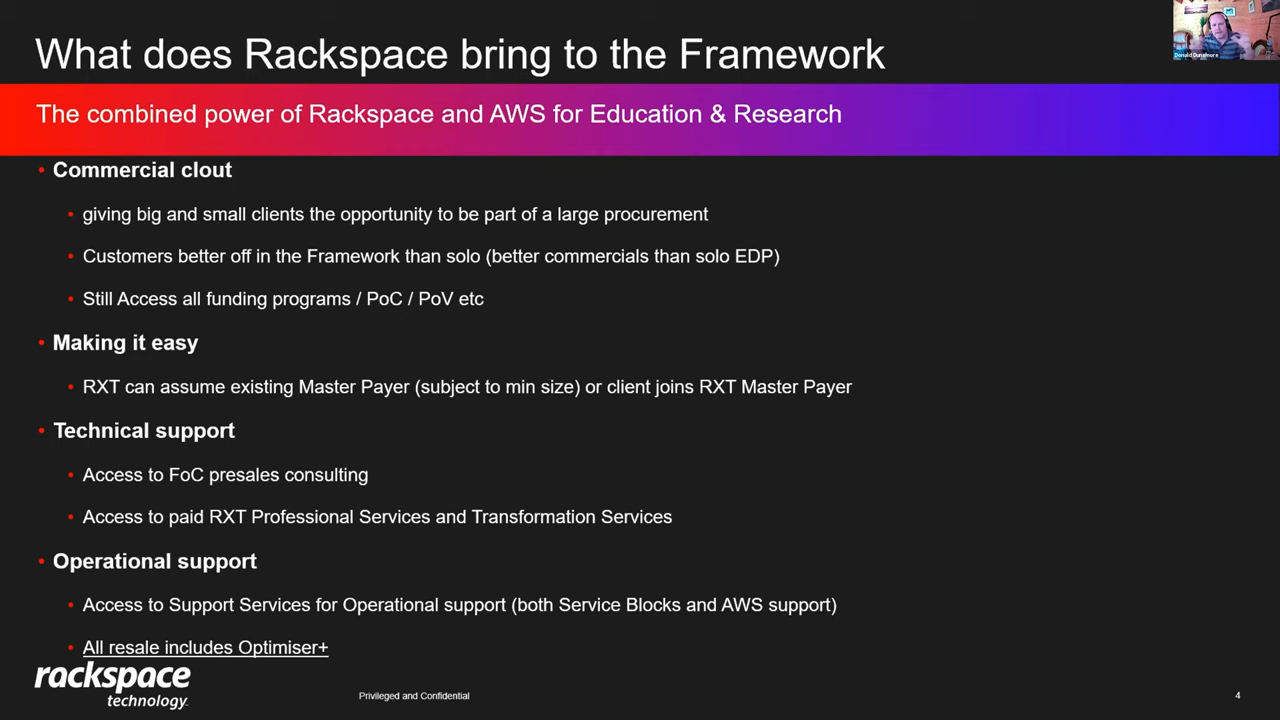 What does Rackspace bring to the Framework
The combined power of Rackspace and AWS for Education & Research
• Commercial clout
• giving big and small clients the opportunity to be part of a large procurement
• Customers better off in the Framework than solo (better commercials than solo EDP)
• Still Access all funding programs / PoC / PoV etc
• Making it easy
• RXT can assume existing Master Payer (subject to min size) or client joins RXT Master Payer
• Technical support
• Access to FoC presales consulting
• Access to paid RXT Professional Services and Transformation Services
• Operational support
• Access to Support Services for Operational support (both Service Blocks and AWS support)
• All resale includes Optimiser+
rackspace
technology
Privileged and Confidential
4
Donald